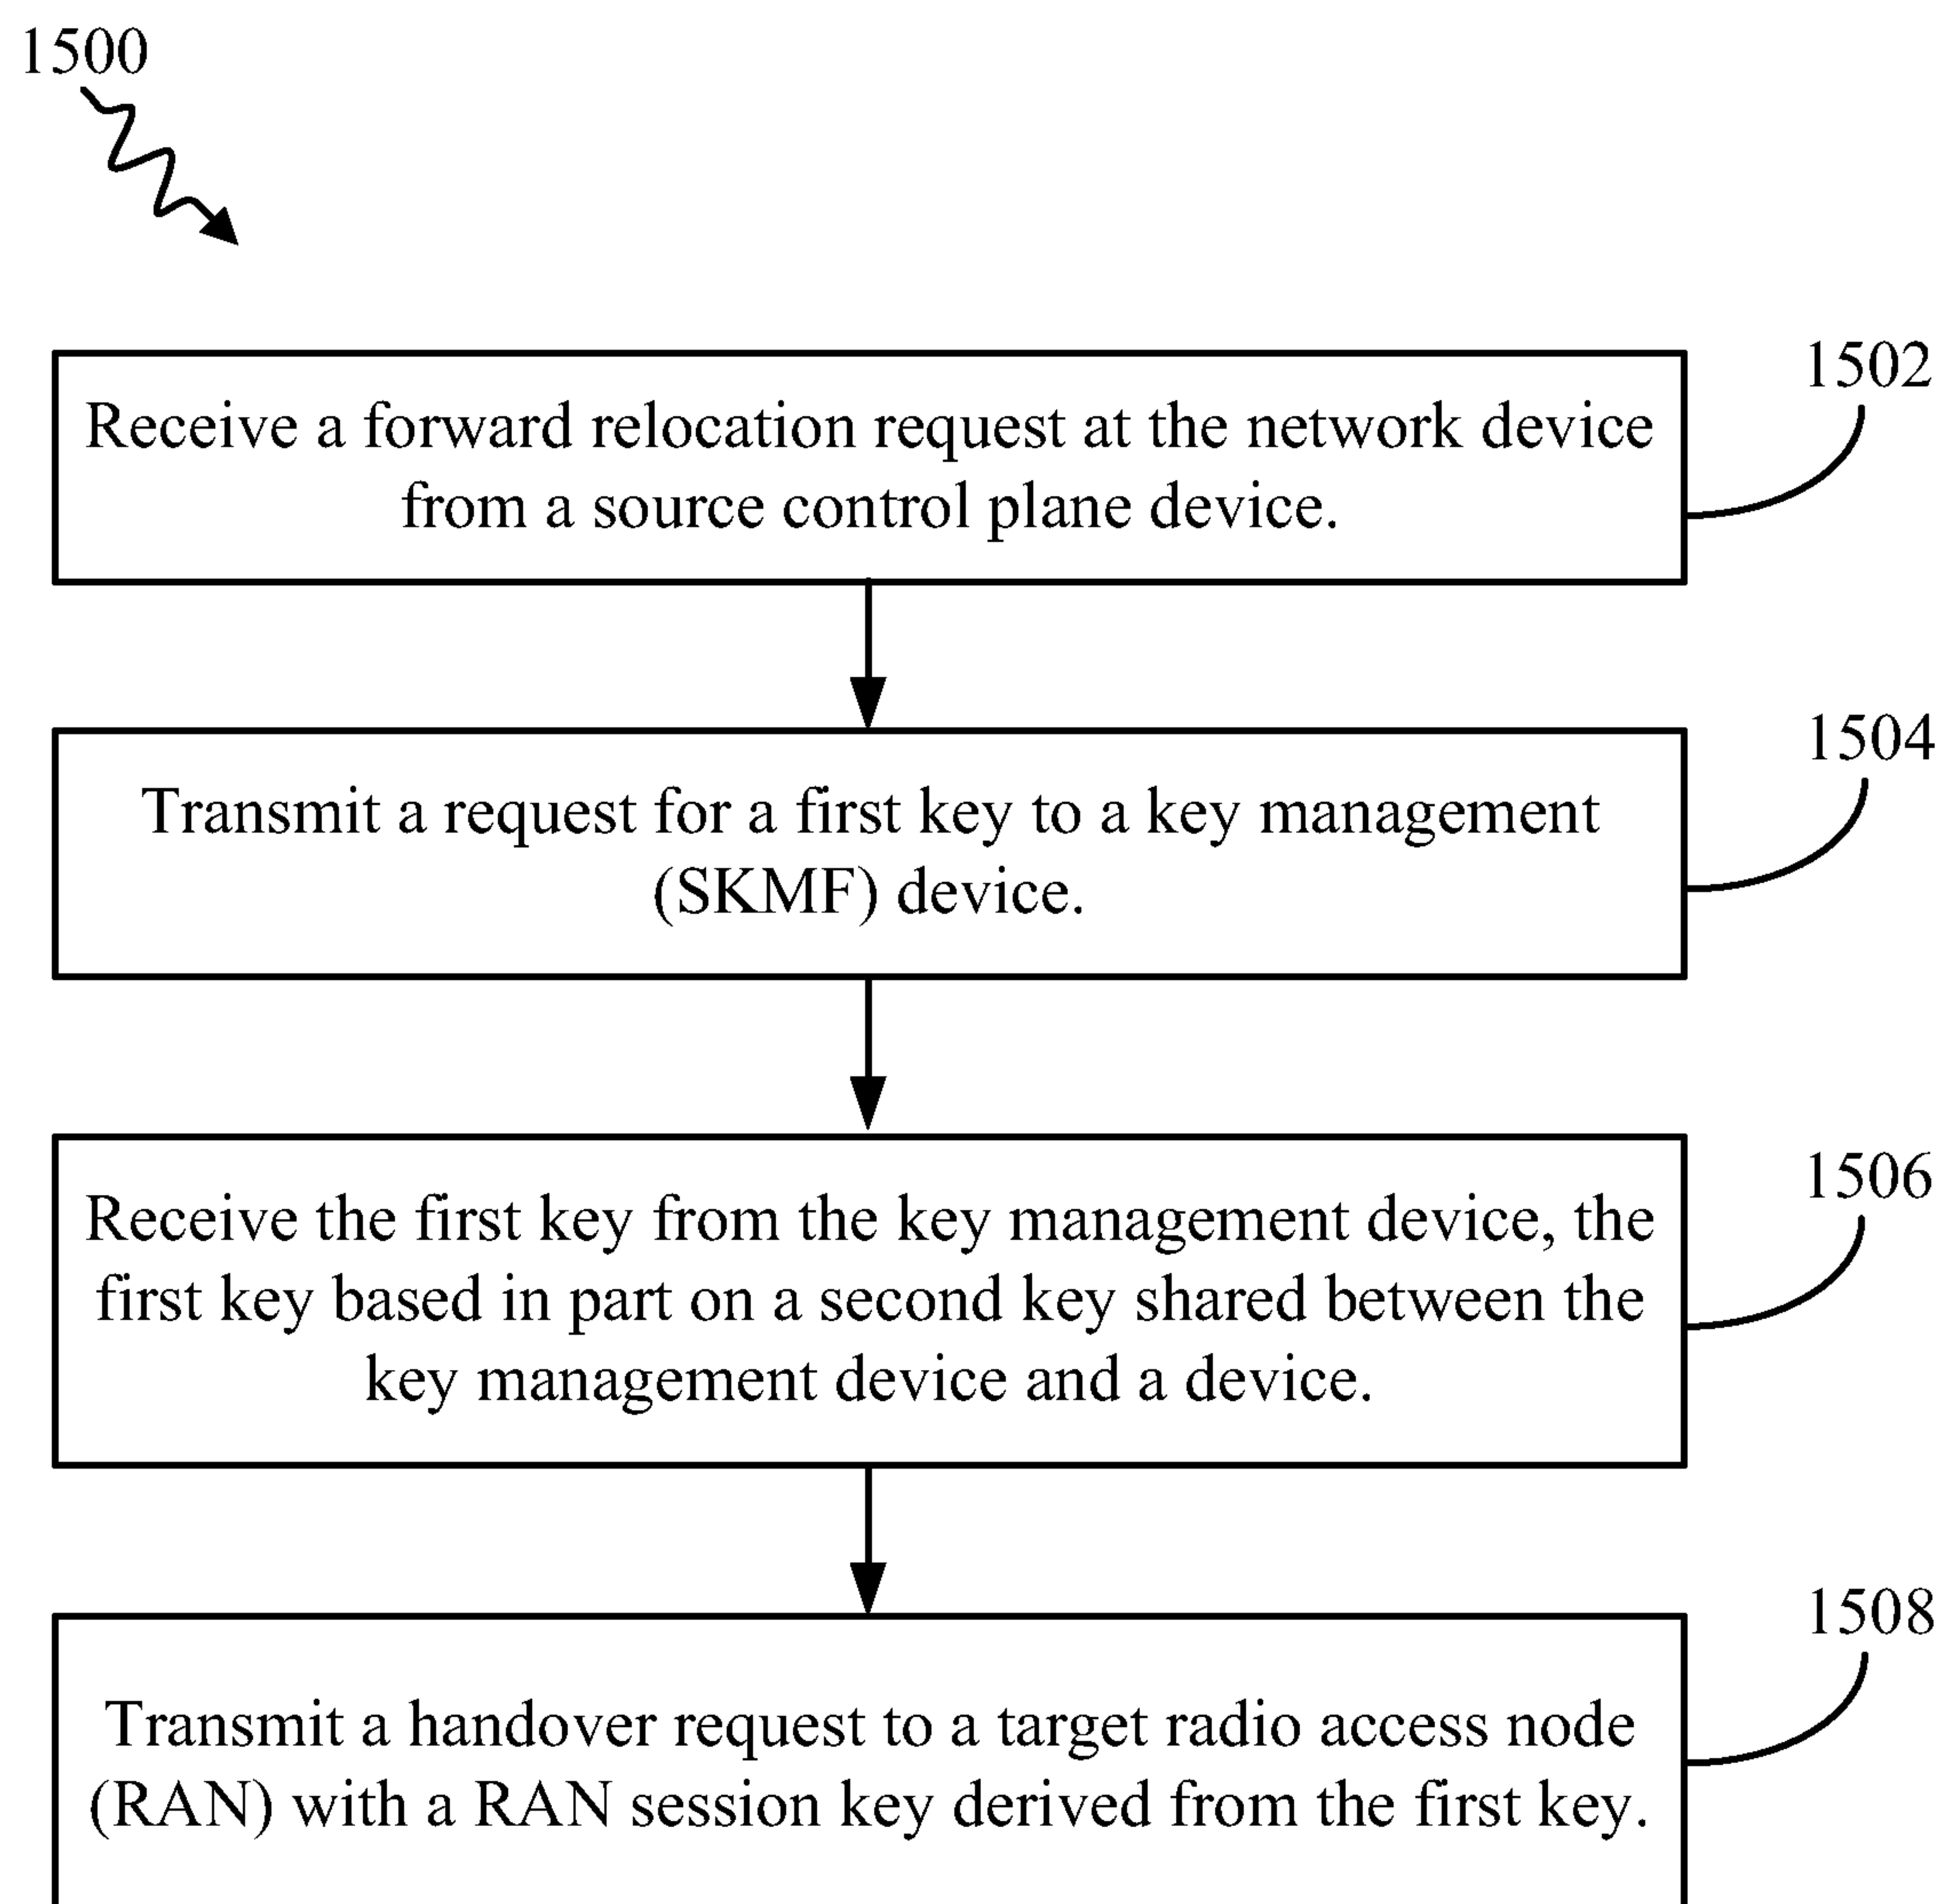 1500
1502
Receive a forward relocation request at the network device
from a source control plane device.
1504
Transmit a request for a first key to a key management
(SKMF) device.
1506
Receive the first key from the key management device, the
first key based in part on a second key shared between the
key management device and a device.
1508
Transmit a handover request to a target radio access node
(RAN) with a RAN session key derived from the first key.